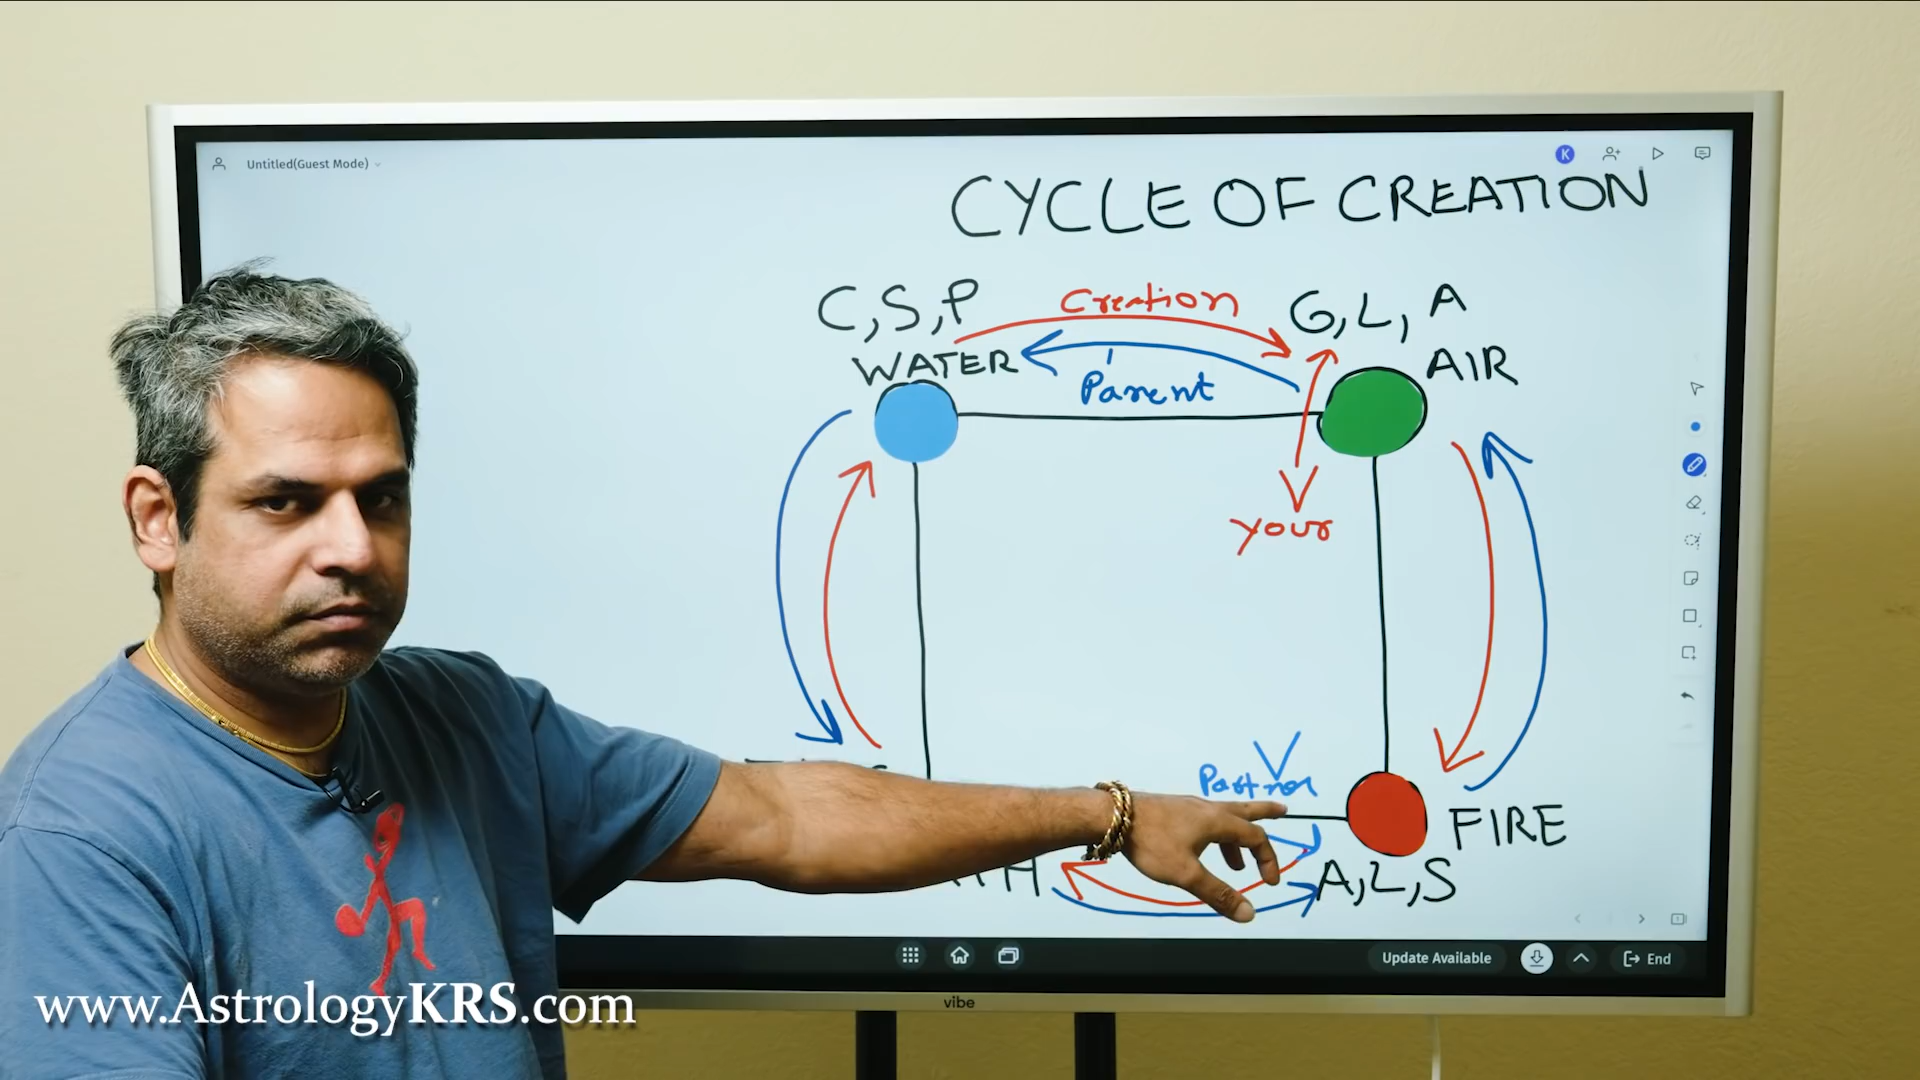 Untitled(Guest Mode)
K
CYCLE OF CREATION
C, S, P
Creation
G, L, A
WATER
AIR
Parent
your
Partner
FIRE
A, L, S
Update Available
End
www.AstrologyKRS.com
vibe